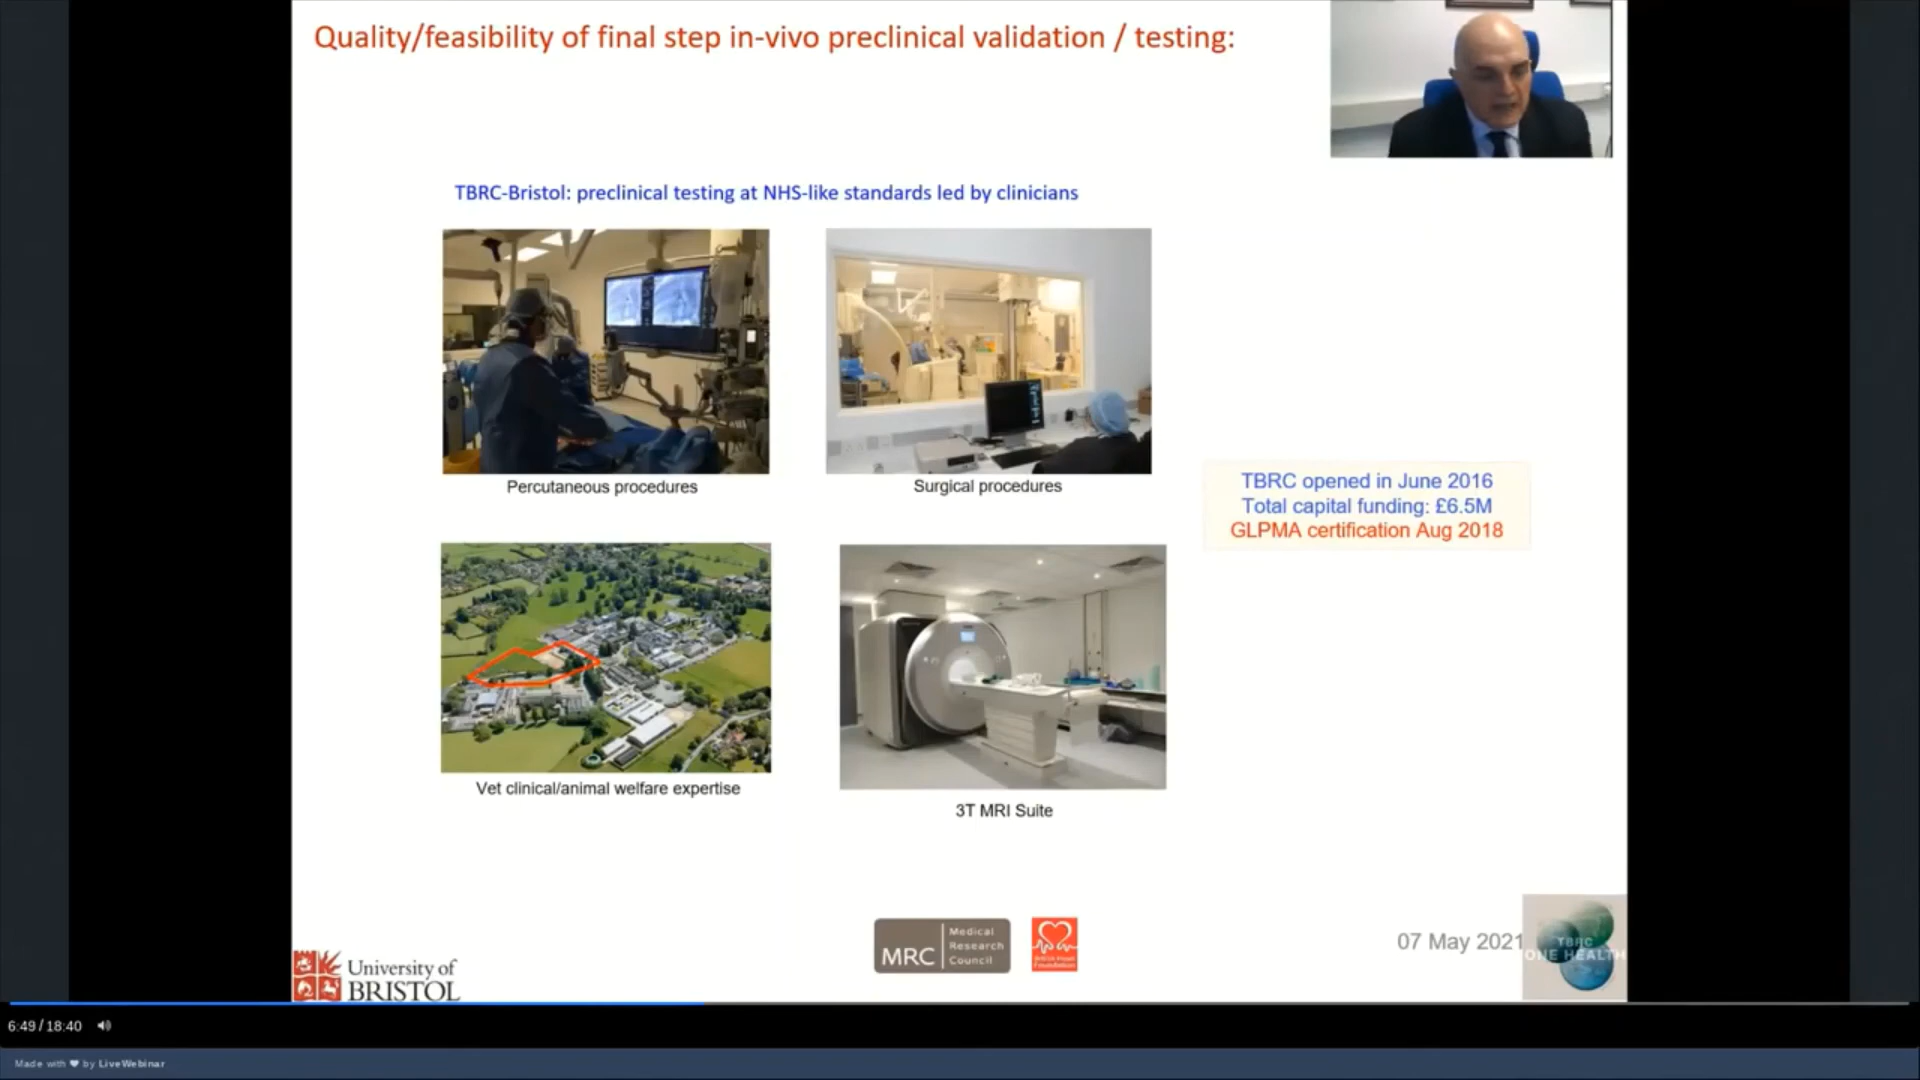 Quality/feasibility of final step in-vivo preclinical validation / testing:
TBRC-Bristol: preclinical testing at NHS-like standards led by clinicians
Percutaneous procedures
Surgical procedures
TBRC opened in June 2016
Total capital funding: £6.5M
GLPMA certification Aug 2018
Vet clinical/animal welfare expertise
3T MRI Suite
MRC
Medical
Research
Council
British Heart
Foundation
07 May 2021
TBRC
ONE HEALTH
University of
BRISTOL
6:49 / 18:40
Made with ❤ by LiveWebinar